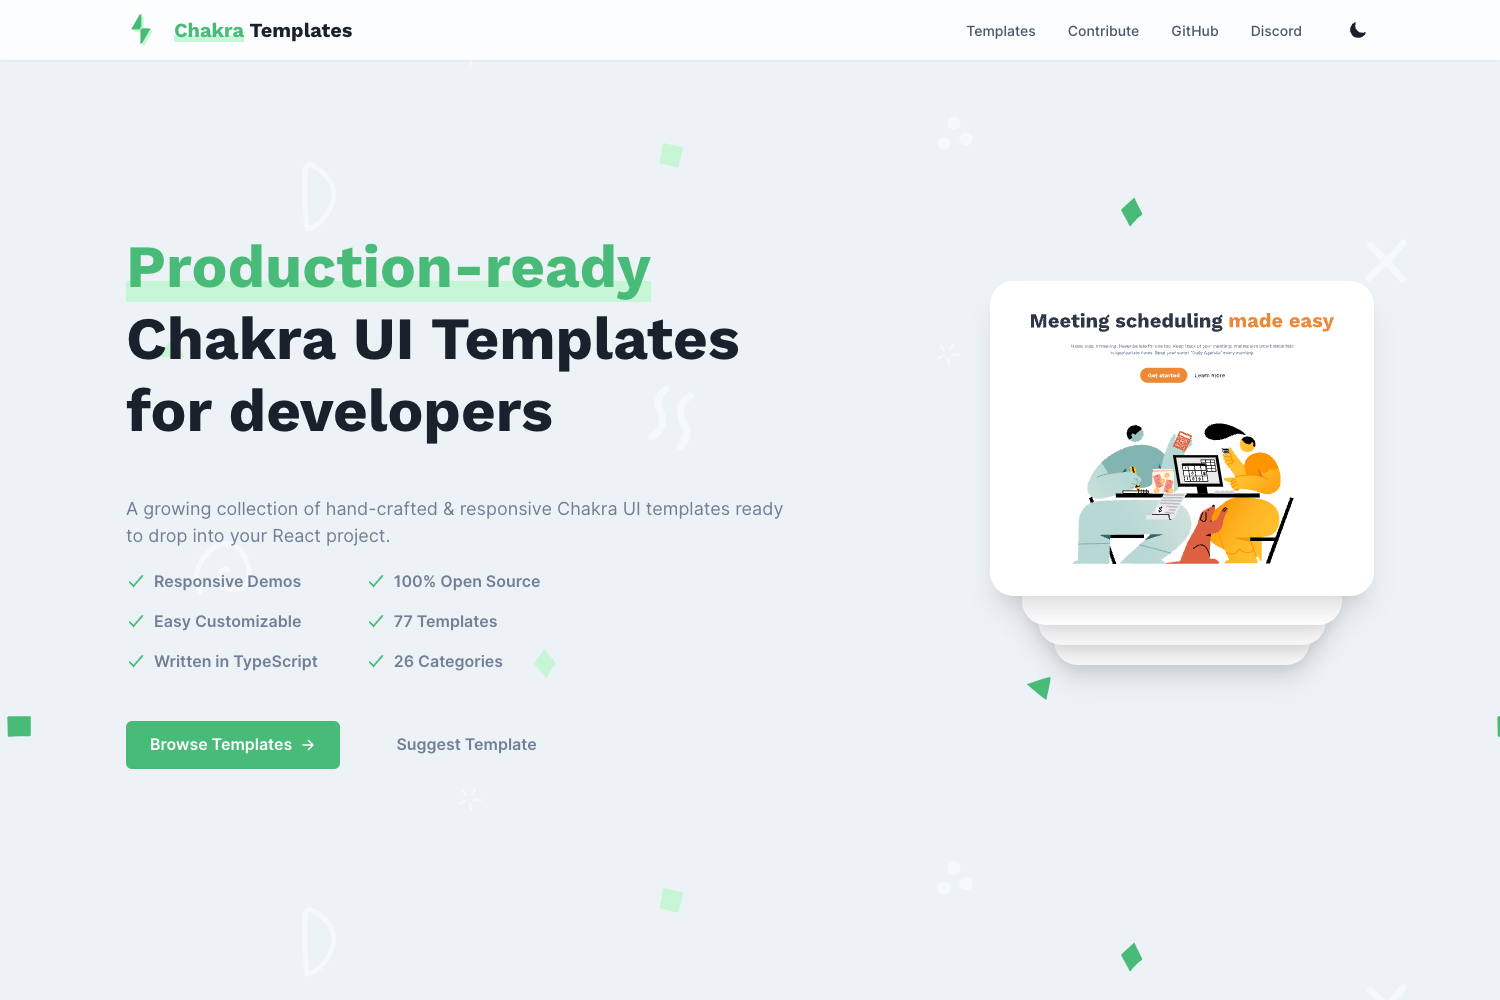 Chakra Templates
Templates
Contribute
GitHub
Discord
Production-ready
Chakra UI Templates
for developers
A growing collection of hand-crafted & responsive Chakra UI templates ready
to drop into your React project.
Responsive Demos
100% Open Source
Easy Customizable
77 Templates
Written in TypeScript
26 Categories
Browse Templates →
Suggest Template
Meeting scheduling made easy
Get started
Learn more